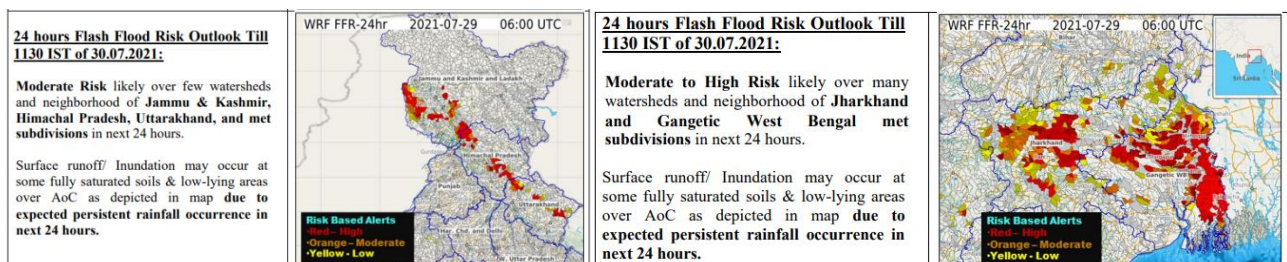 24 hours Flash Flood Risk Outlook Till
1130 IST of 30.07.2021:
Moderate Risk likely over few watersheds
and neighborhood of Jammu & Kashmir,
Himachal Pradesh, Uttarakhand, and met
subdivisions in next 24 hours.
Surface runoff/ Inundation may occur at
some fully saturated soils & low-lying areas
over AoC as depicted in map due to
expected persistent rainfall occurrence in
next 24 hours.
WRF FFR-24hr 2021-07-29 06:00 UTC
Jammu and Kashmir and Ladakh
Himachal Pradesh
Punjab
Uttarakhand
Har. Chd. and Delhi
W. Uttar Pradesh
Risk Based Alerts
·Red – High
·Orange – Moderate
·Yellow - Low
24 hours Flash Flood Risk Outlook Till
1130 IST of 30.07.2021:
Moderate to High Risk likely over many
watersheds and neighborhood of Jharkhand
and Gangetic West Bengal met
subdivisions in next 24 hours.
Surface runoff/ Inundation may occur at
some fully saturated soils & low-lying areas
over AoC as depicted in map due to
expected persistent rainfall occurrence in
next 24 hours.
WRF FFR-24hr 2021-07-29 06:00 UTC
Bihar
India
Sri Lanka
Jharkhand
Gangetic WB
Risk Based Alerts
·Red – High
·Orange – Moderate
·Yellow – Low